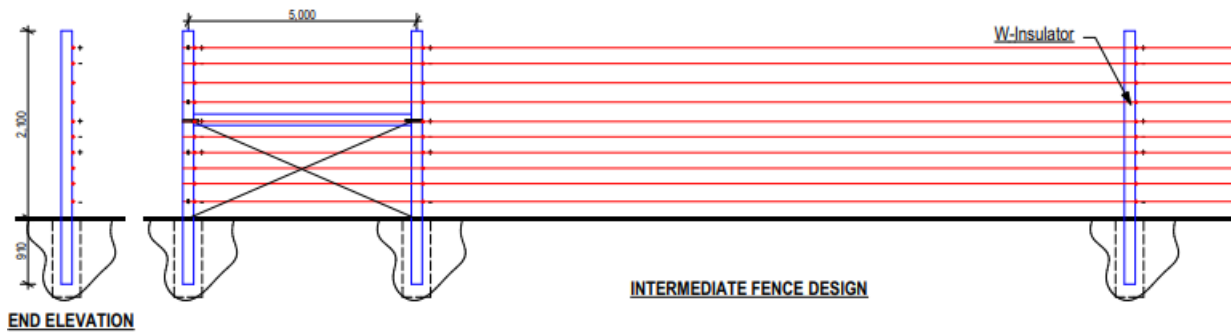 5,000
W-Insulator
2,100
910
INTERMEDIATE FENCE DESIGN
END ELEVATION